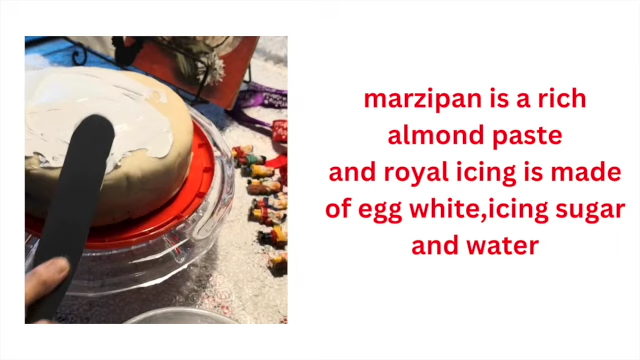 marzipan is a rich
almond paste
and royal icing is made
of egg white,icing sugar
and water